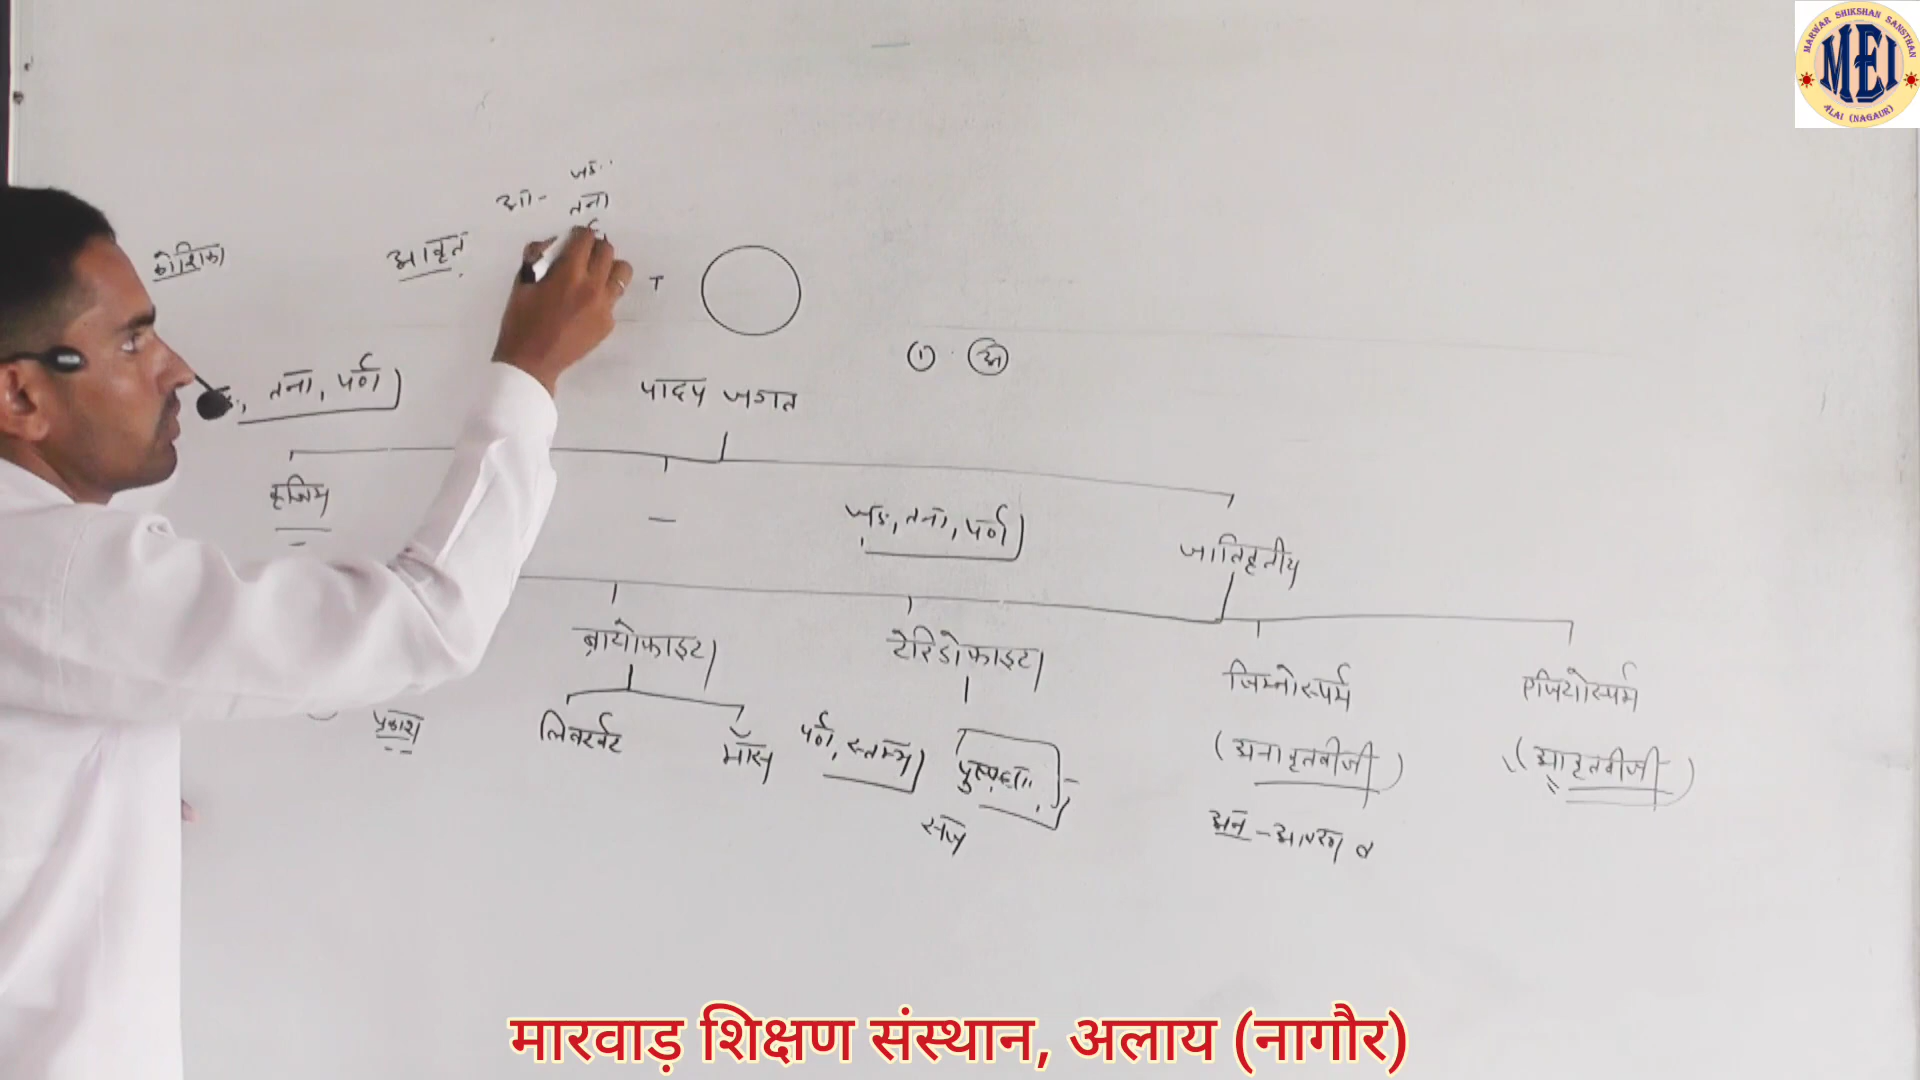 MARWAR SHIKSHAN SANSTHAN
MEI
ALAI (NAGAUR)
जड़
तना
कोशिका
आवृत
तना, पर्ण
पादप जगत
कृत्रिम
जड़, तना, पर्ण
जातिवृतीय
ब्रायोफाइटा
टेरिडोफाइटा
जिम्नोस्पर्म
एंजियोस्पर्म
प्रकाश
लिवरवर्ट
मॉस
पर्ण, स्तम्भ
(अनावृतबीजी)
(आवृतबीजी)
अन - आवरण व
मारवाड़ शिक्षण संस्थान, अलाय (नागौर)